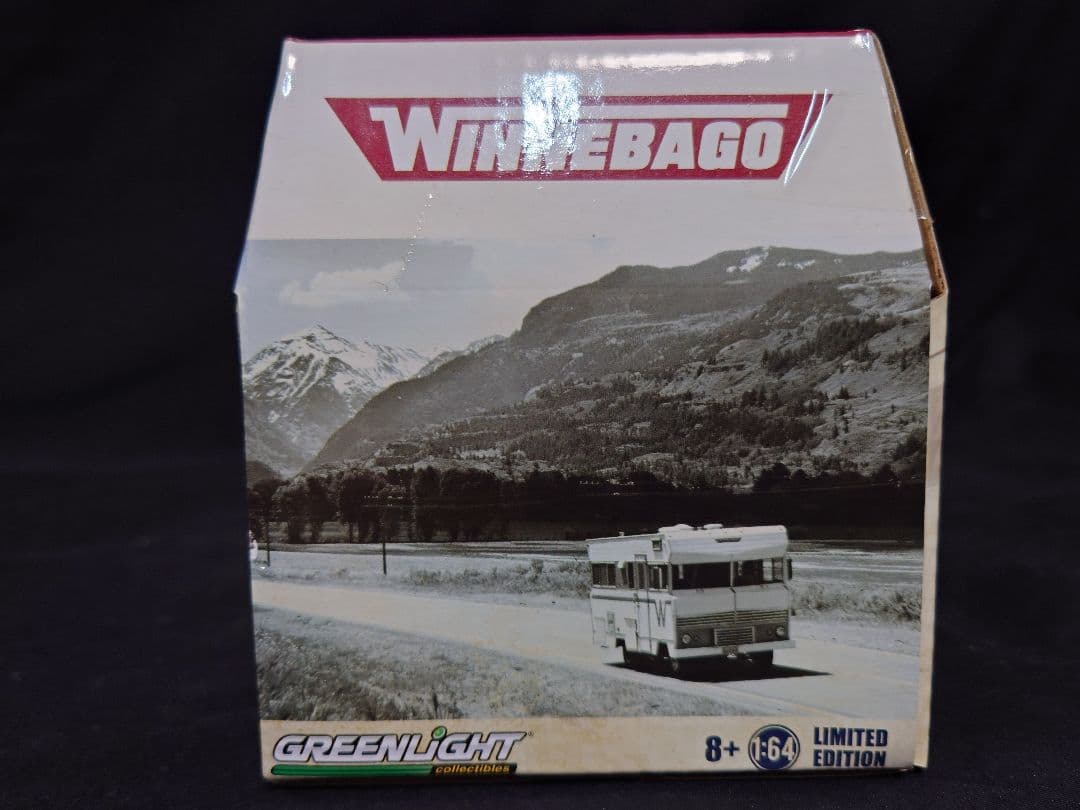 WINNEBAGO
W
GREENLIGHT®
collectibles
8+
1:64
LIMITED
EDITION